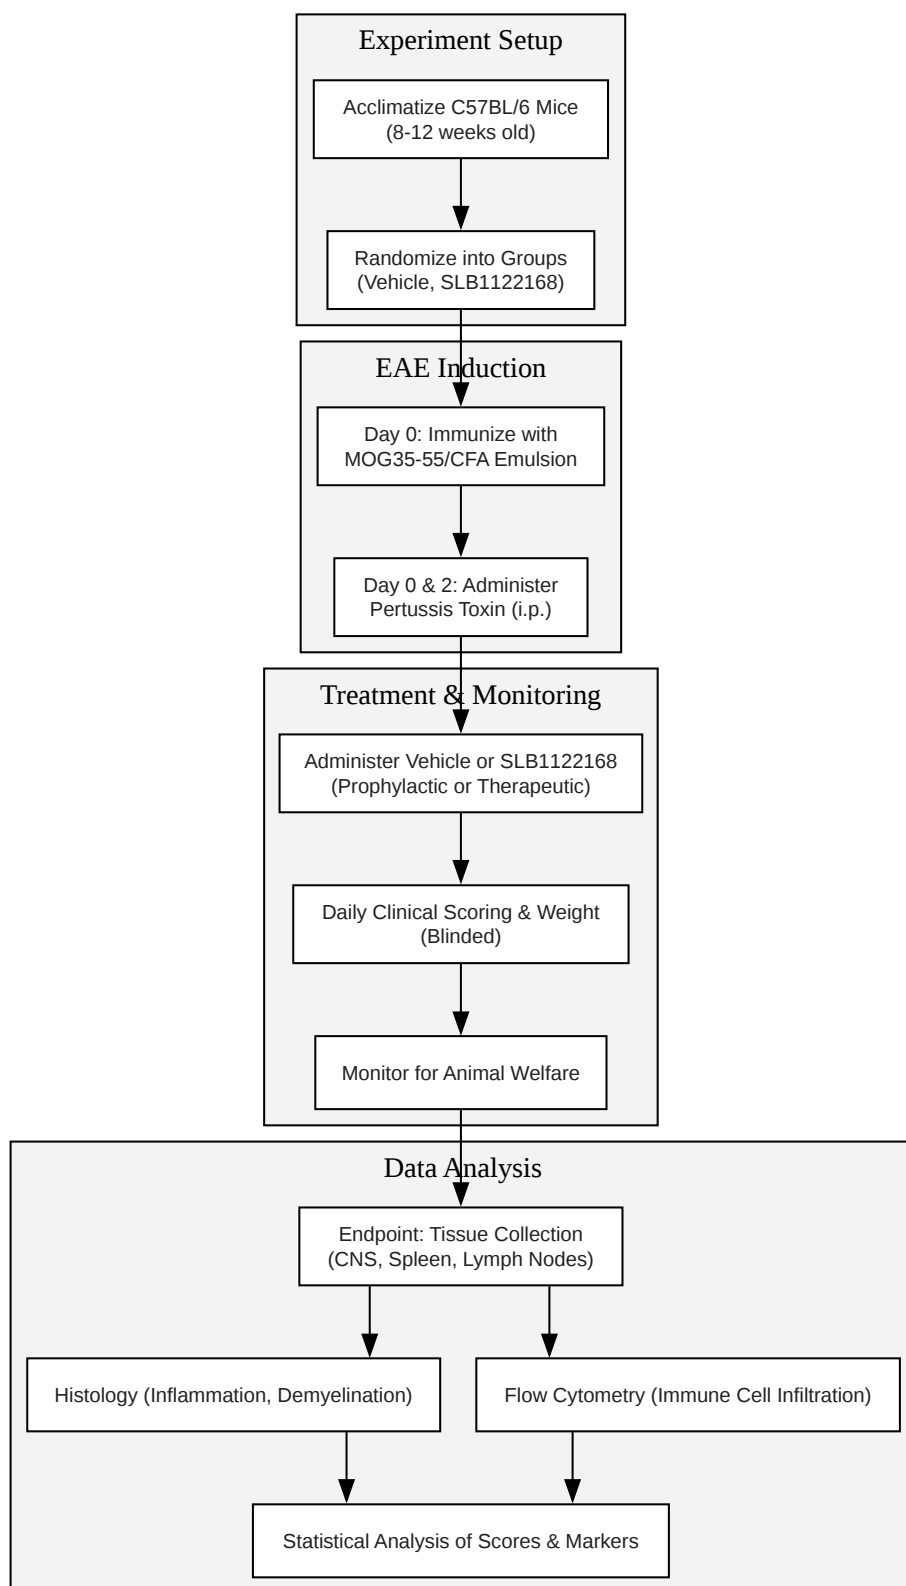 Experiment Setup
Acclimatize C57BL/6 Mice
(8-12 weeks old)
Randomize into Groups
(Vehicle, SLB1122168)
EAE Induction
Day 0: Immunize with
MOG35-55/CFA Emulsion
Day 0 & 2: Administer
Pertussis Toxin (i.p.)
Treatment & Monitoring
Administer Vehicle or SLB1122168
(Prophylactic or Therapeutic)
Daily Clinical Scoring & Weight
(Blinded)
Monitor for Animal Welfare
Data Analysis
Endpoint: Tissue Collection
(CNS, Spleen, Lymph Nodes)
Histology (Inflammation, Demyelination)
Flow Cytometry (Immune Cell Infiltration)
Statistical Analysis of Scores & Markers